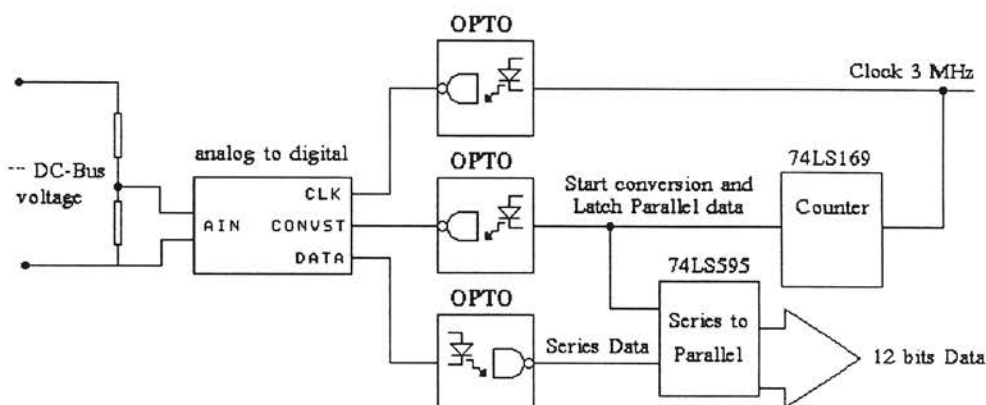 OPTO
Clock 3 MHz
analog to digital
--- DC-Bus
voltage
CLK
AIN
CONVST
DATA
OPTO
Start conversion and
Latch Parallel data
74LS169
Counter
74LS595
OPTO
Series Data
Series to
Parallel
12 bits Data